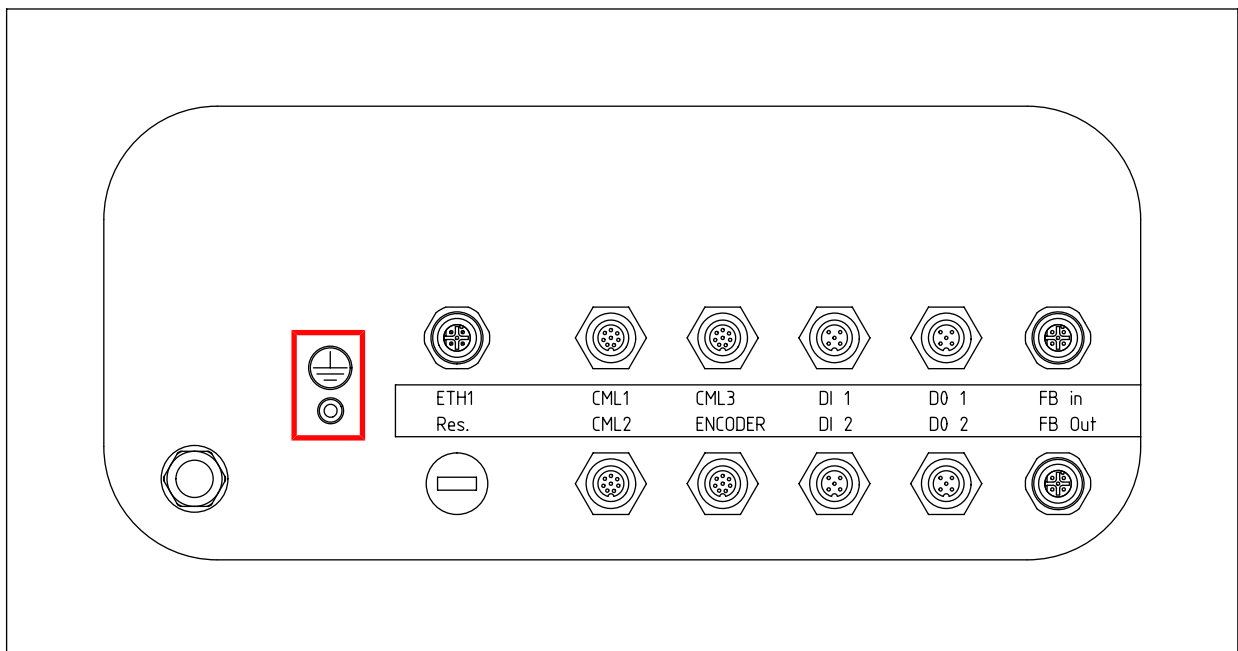 ETH1 CML1 CML3 DI 1 DO 1 FB in
Res. CML2 ENCODER DI 2 DO 2 FB Out